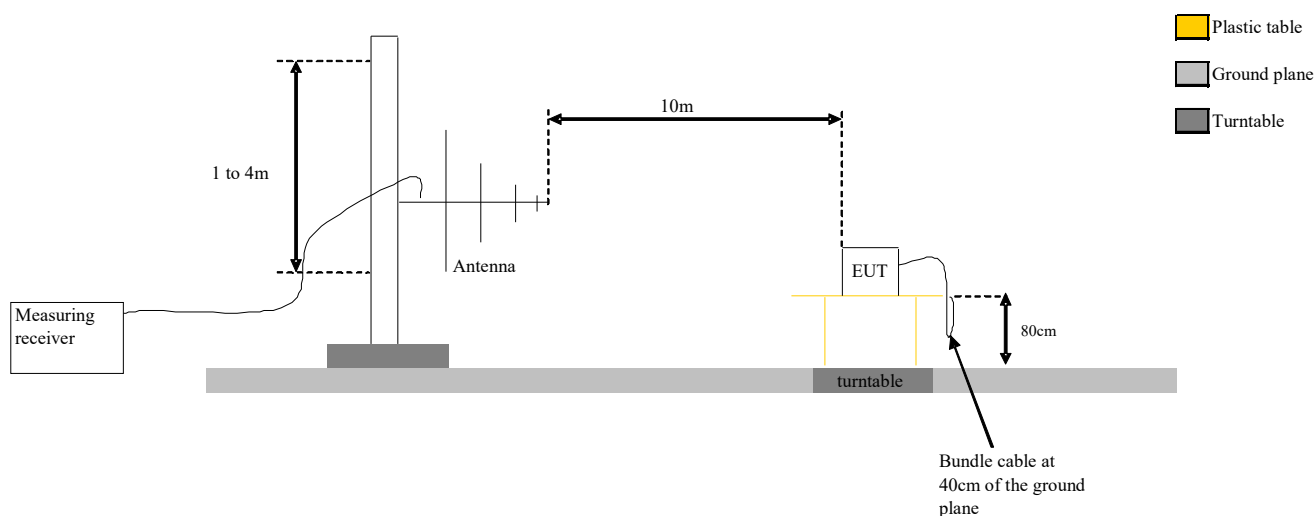 Plastic table
Ground plane
Turntable
10m
1 to 4m
Antenna
EUT
Measuring
receiver
80cm
turntable
Bundle cable at
40cm of the ground
plane